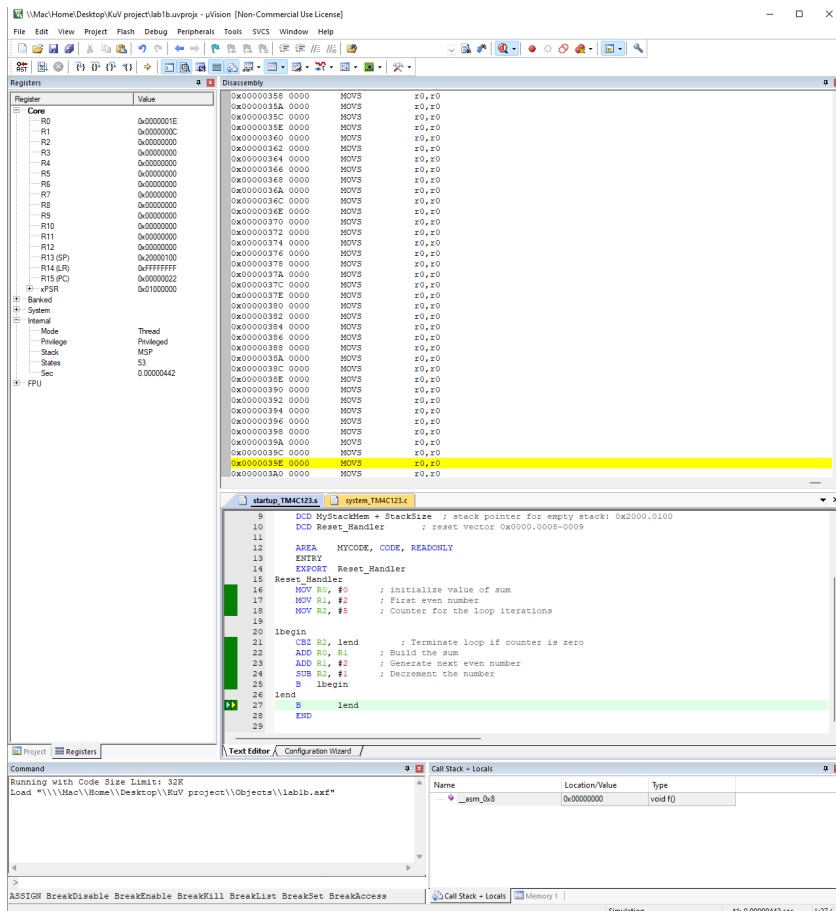 \\Mac\Home\Desktop\KuV project\lab1b.uvprojx - µVision [Non-Commercial Use License]
File Edit View Project Flash Debug Peripherals Tools SVCS Window Help
Registers
Register Value
Core
R0 0x0000001E
R1 0x0000000C
R2 0x00000000
R3 0x00000000
R4 0x00000000
R5 0x00000000
R6 0x00000000
R7 0x00000000
R8 0x00000000
R9 0x00000000
R10 0x00000000
R11 0x00000000
R12 0x00000000
R13 (SP) 0x20000100
R14 (LR) 0xFFFFFFFF
R15 (PC) 0x00000022
xPSR 0x01000000
Banked
System
Internal
Mode Thread
Privilege Privileged
Stack MSP
States 53
Sec 0.00000442
FPU
Project Registers
Disassembly
0x00000358 0000 MOVS r0,r0
0x0000035A 0000 MOVS r0,r0
0x0000035C 0000 MOVS r0,r0
0x0000035E 0000 MOVS r0,r0
0x00000360 0000 MOVS r0,r0
0x00000362 0000 MOVS r0,r0
0x00000364 0000 MOVS r0,r0
0x00000366 0000 MOVS r0,r0
0x00000368 0000 MOVS r0,r0
0x0000036A 0000 MOVS r0,r0
0x0000036C 0000 MOVS r0,r0
0x0000036E 0000 MOVS r0,r0
0x00000370 0000 MOVS r0,r0
0x00000372 0000 MOVS r0,r0
0x00000374 0000 MOVS r0,r0
0x00000376 0000 MOVS r0,r0
0x00000378 0000 MOVS r0,r0
0x0000037A 0000 MOVS r0,r0
0x0000037C 0000 MOVS r0,r0
0x0000037E 0000 MOVS r0,r0
0x00000380 0000 MOVS r0,r0
0x00000382 0000 MOVS r0,r0
0x00000384 0000 MOVS r0,r0
0x00000386 0000 MOVS r0,r0
0x00000388 0000 MOVS r0,r0
0x0000038A 0000 MOVS r0,r0
0x0000038C 0000 MOVS r0,r0
0x0000038E 0000 MOVS r0,r0
0x00000390 0000 MOVS r0,r0
0x00000392 0000 MOVS r0,r0
0x00000394 0000 MOVS r0,r0
0x00000396 0000 MOVS r0,r0
0x00000398 0000 MOVS r0,r0
0x0000039A 0000 MOVS r0,r0
0x0000039C 0000 MOVS r0,r0
0x0000039E 0000 MOVS r0,r0
0x000003A0 0000 MOVS r0,r0
startup_TM4C123.s system_TM4C123.c
9 DCD MyStackMem + StackSize ; stack pointer for empty stack: 0x2000.0100
10 DCD Reset_Handler ; reset vector 0x0000.0008-0009
11
12 AREA MYCODE, CODE, READONLY
13 ENTRY
14 EXPORT Reset_Handler
15 Reset_Handler
16 MOV R0, #0 ; initialize value of sum
17 MOV R1, #2 ; First even number
18 MOV R2, #5 ; Counter for the loop iterations
19
20 lbegin
21 CBZ R2, lend ; Terminate loop if counter is zero
22 ADD R0, R1 ; Build the sum
23 ADD R1, #2 ; Generate next even number
24 SUB R2, #1 ; Decrement the number
25 B lbegin
26 lend
27 B lend
28 END
29
Text Editor Configuration Wizard
Command
Running with Code Size Limit: 32K
Load "\\\\Mac\\Home\\Desktop\\KuV project\\Objects\\lab1b.axf"
>
ASSIGN BreakDisable BreakEnable BreakKill BreakList BreakSet BreakAccess
Call Stack + Locals
Name Location/Value Type
__asm_0x8 0x00000000 void f()
Call Stack + Locals Memory 1